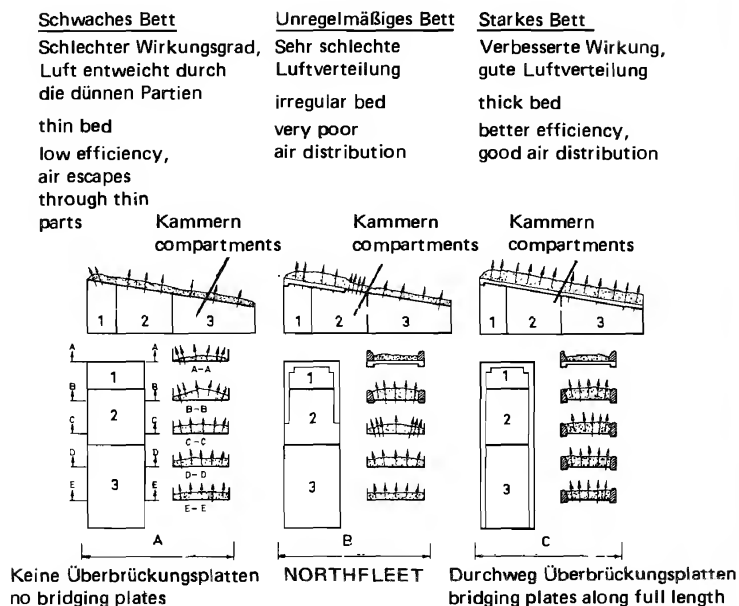 Schwaches Bett
Schlechter Wirkungsgrad,
Luft entweicht durch
die dünnen Partien
thin bed
low efficiency,
air escapes
through thin
parts
Unregelmäßiges Bett
Sehr schlechte
Luftverteilung
irregular bed
very poor
air distribution
Starkes Bett
Verbesserte Wirkung,
gute Luftverteilung
thick bed
better efficiency,
good air distribution
Kammern
compartments
Kammern
compartments
Kammern
compartments
1 2 3
1 2 3
1 2 3
A A
1
A-A
B B
2
B-B
C C
C-C
D D
3
D-D
E E
E-E
1
2
3
1
2
3
A
B
C
Keine Überbrückungsplatten
no bridging plates
NORTHFLEET
Durchweg Überbrückungsplatten
bridging plates along full length